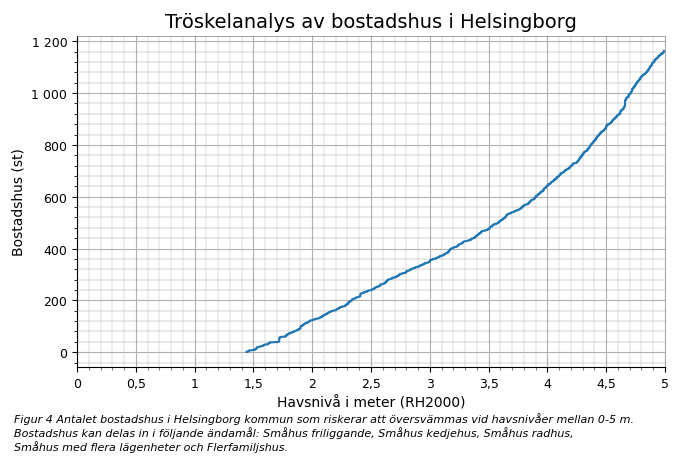 Tröskelanalys av bostadshus i Helsingborg
Bostadshus (st)
1 200
1 000
800
600
400
200
0
0 0,5 1 1,5 2 2,5 3 3,5 4 4,5 5
Havsnivå i meter (RH2000)
Figur 4 Antalet bostadshus i Helsingborg kommun som riskerar att översvämmas vid havsnivåer mellan 0-5 m.
Bostadshus kan delas in i följande ändamål: Småhus friliggande, Småhus kedjehus, Småhus radhus,
Småhus med flera lägenheter och Flerfamiljshus.